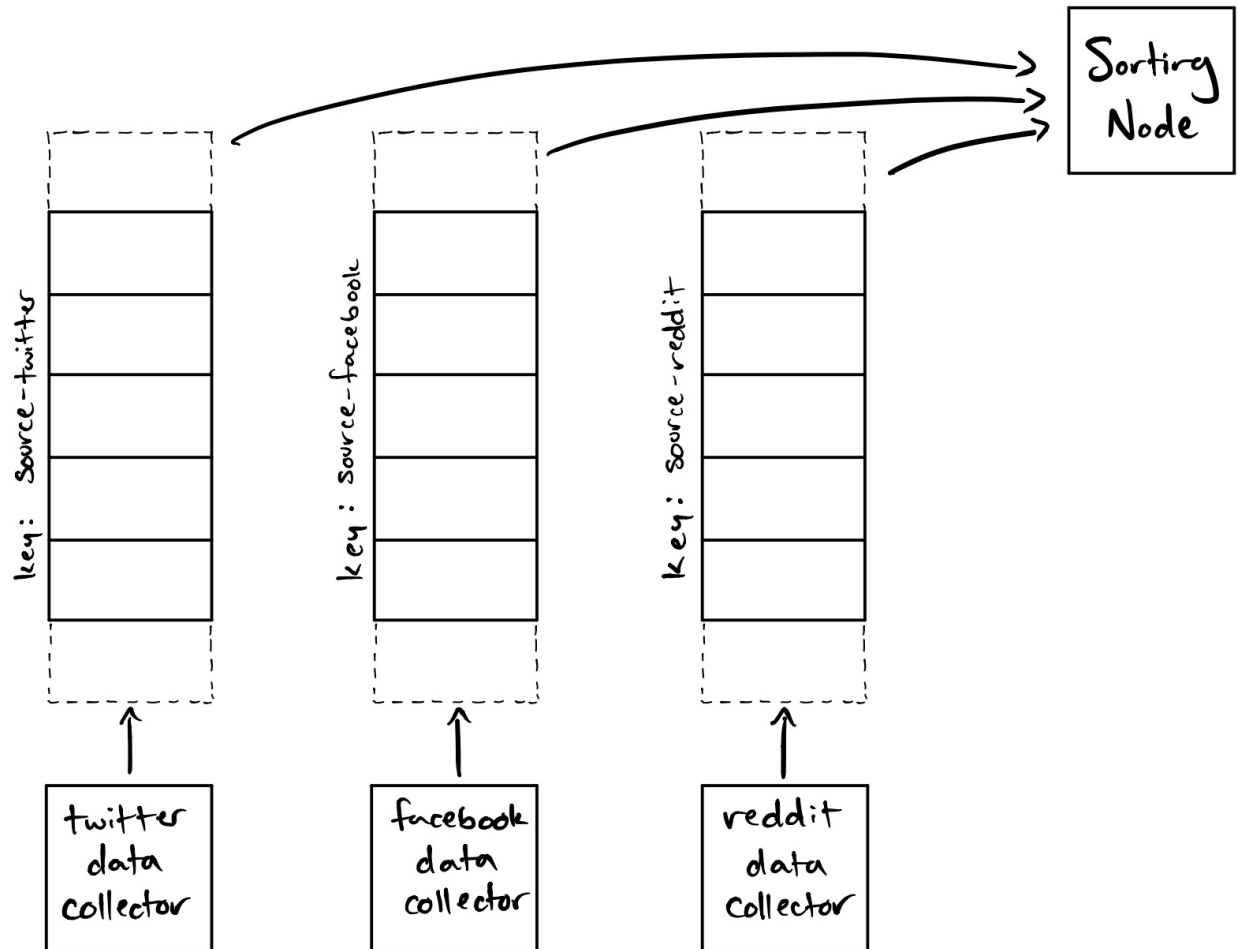 Sorting
Node
key: source-twitter
key: source-facebook
key: source-reddit
twitter
data
collector
facebook
data
collector
reddit
data
collector